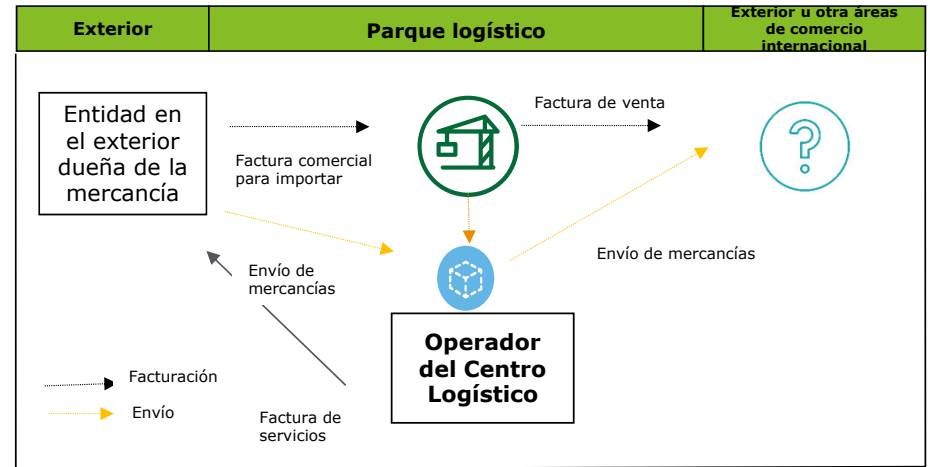 Exterior
Parque logístico
Exterior u otra áreas
de comercio
internacional
Entidad en
el exterior
dueña de la
mercancía
Factura comercial
para importar
Factura de venta
Envío de
mercancías
Envío de mercancías
Operador
del Centro
Logístico
Facturación
Envío
Factura de
servicios